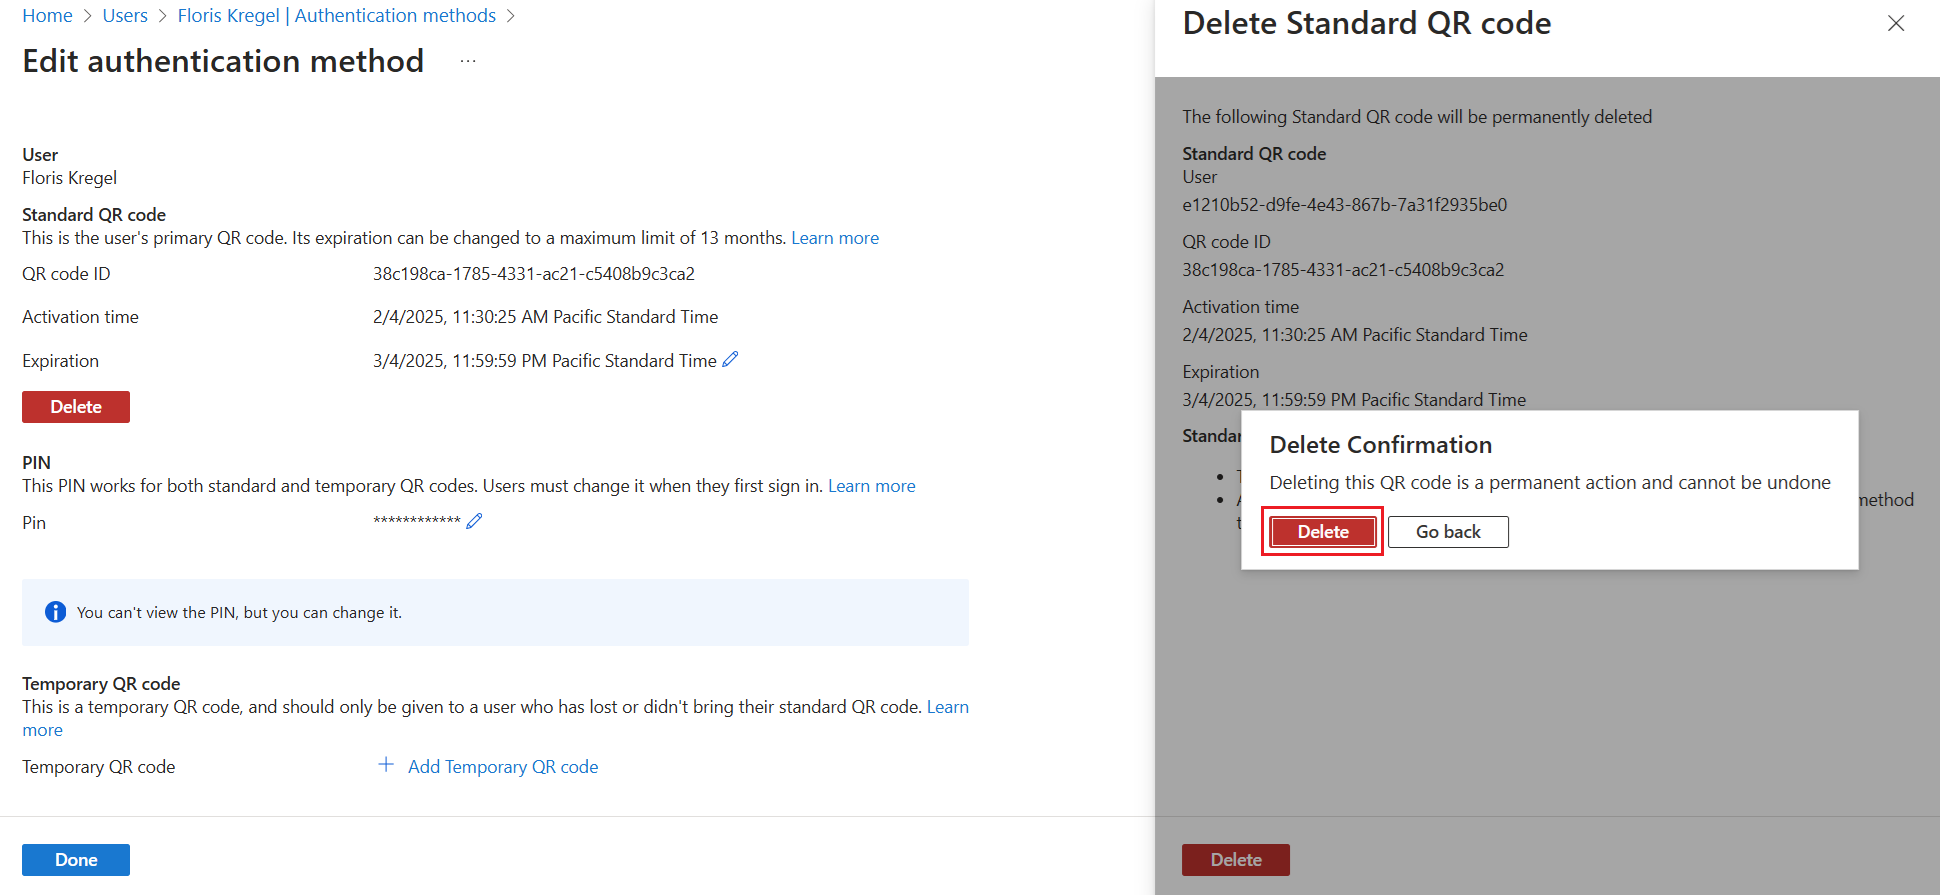 Home > Users > Floris Kregel | Authentication methods >
Edit authentication method ...
User
Floris Kregel
Standard QR code
This is the user's primary QR code. Its expiration can be changed to a maximum limit of 13 months. Learn more
QR code ID 38c198ca-1785-4331-ac21-c5408b9c3ca2
Activation time 2/4/2025, 11:30:25 AM Pacific Standard Time
Expiration 3/4/2025, 11:59:59 PM Pacific Standard Time
Delete
PIN
This PIN works for both standard and temporary QR codes. Users must change it when they first sign in. Learn more
Pin ************
You can't view the PIN, but you can change it.
Temporary QR code
This is a temporary QR code, and should only be given to a user who has lost or didn't bring their standard QR code. Learn
more
Temporary QR code + Add Temporary QR code
Done
Delete Standard QR code
The following Standard QR code will be permanently deleted
Standard QR code
User
e1210b52-d9fe-4e43-867b-7a31f2935be0
QR code ID
38c198ca-1785-4331-ac21-c5408b9c3ca2
Activation time
2/4/2025, 11:30:25 AM Pacific Standard Time
Expiration
3/4/2025, 11:59:59 PM Pacific Standard Time
Delete Confirmation
Deleting this QR code is a permanent action and cannot be undone
Delete Go back
Delete